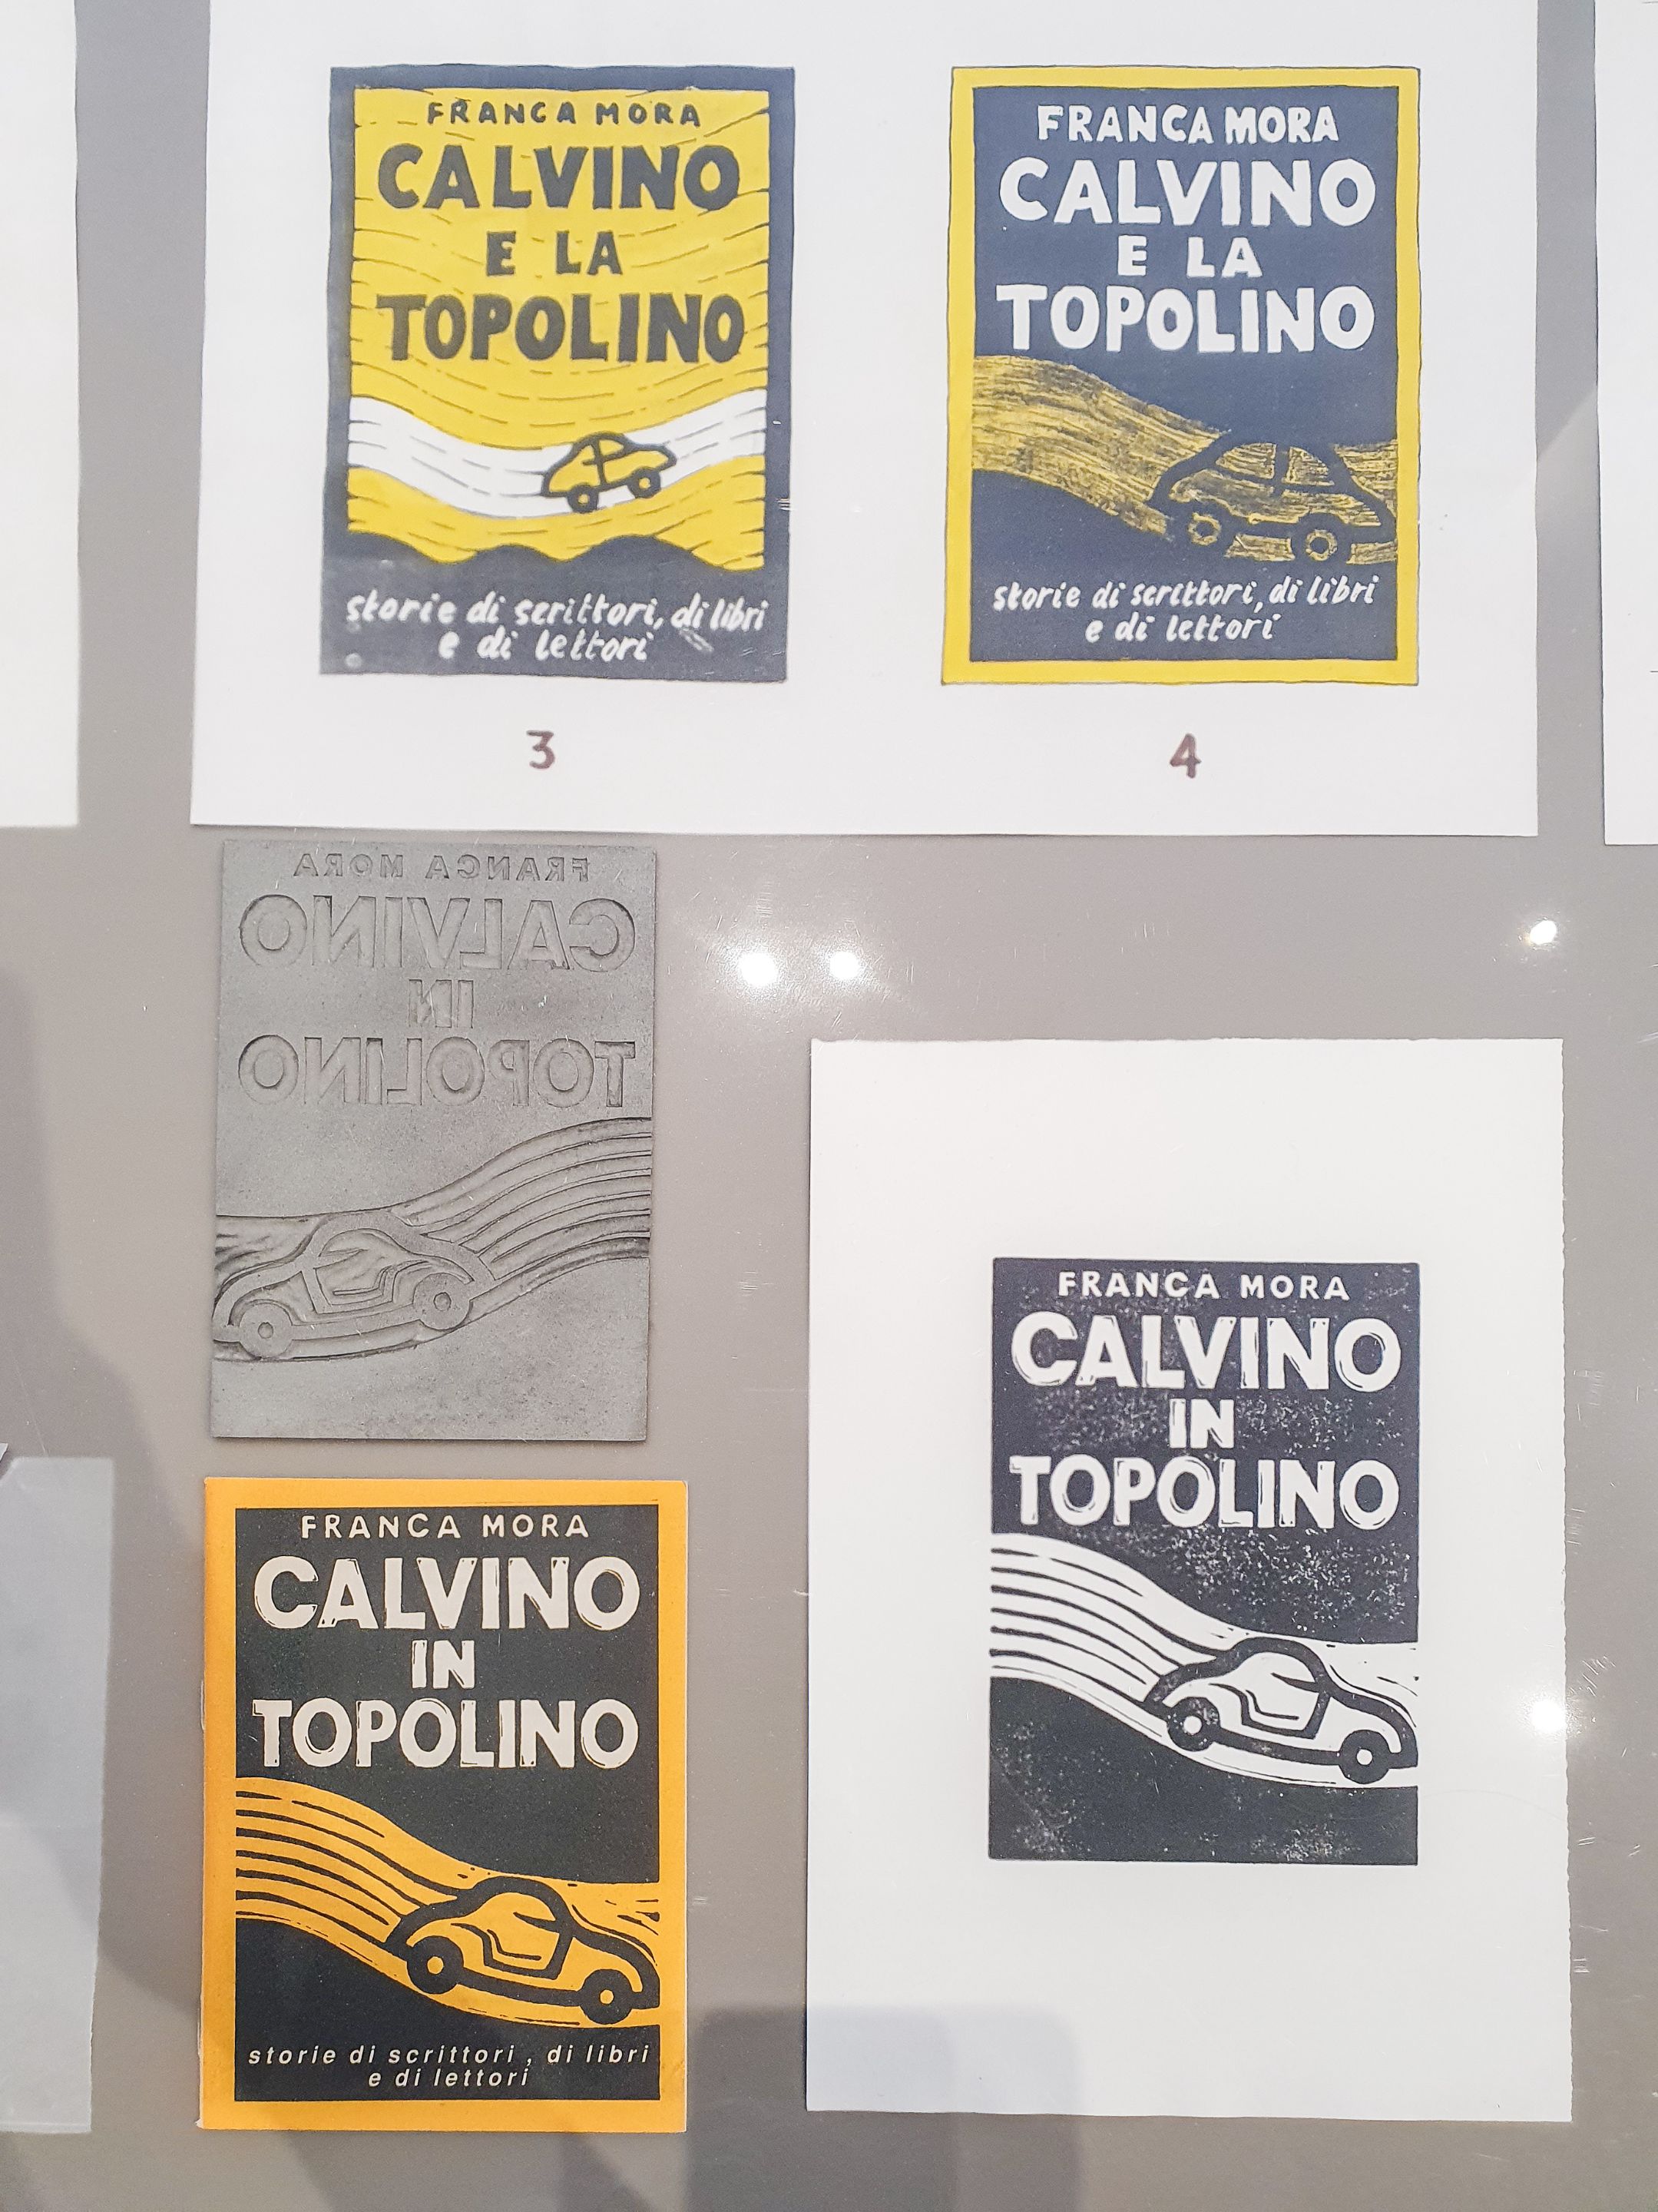 FRANCA MORA
CALVINO
E LA
TOPOLINO
storie di scrittori, di libri
e di lettori
3
FRANCA MORA
CALVINO
E LA
TOPOLINO
storie di scrittori, di libri
e di lettori
4
FRANCA MORA
CALVINO
IN
TOPOLINO
FRANCA MORA
CALVINO
IN
TOPOLINO
storie di scrittori, di libri
e di lettori
FRANCA MORA
CALVINO
IN
TOPOLINO